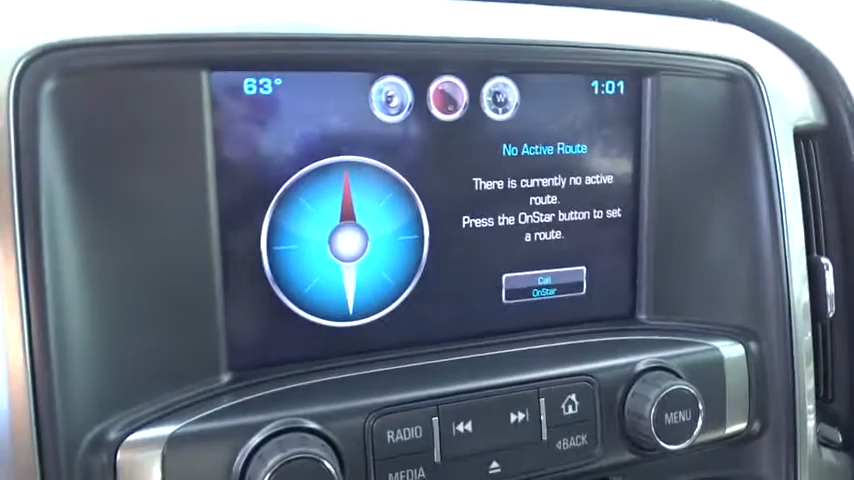 63° W 1:01
No Active Route
There is currently no active
route.
Press the OnStar button to set
a route.
Call
OnStar
RADIO
MEDIA
BACK
MENU